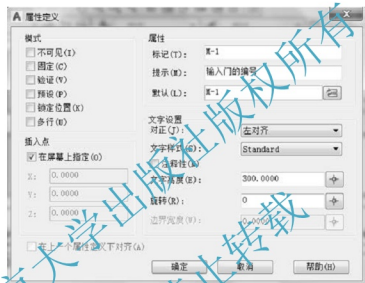 属性定义
模式
不可见(I)
固定(C)
验证(V)
预设(P)
锁定位置(K)
多行(U)
插入点
在屏幕上指定(O)
X: 0.0000
Y: 0.0000
Z: 0.0000
在上一个属性定义下对齐(A)
属性
标记(T): M-1
提示(M): 输入门的编号
默认(L): M-1
文字设置
对正(J): 左对齐
文字样式(S): Standard
注释性(N)
文字高度(E): 300.0000
旋转(R): 0
边界宽度(W): 0.0000
确定 取消 帮助(H)
大学出版社版权所有
禁止转载